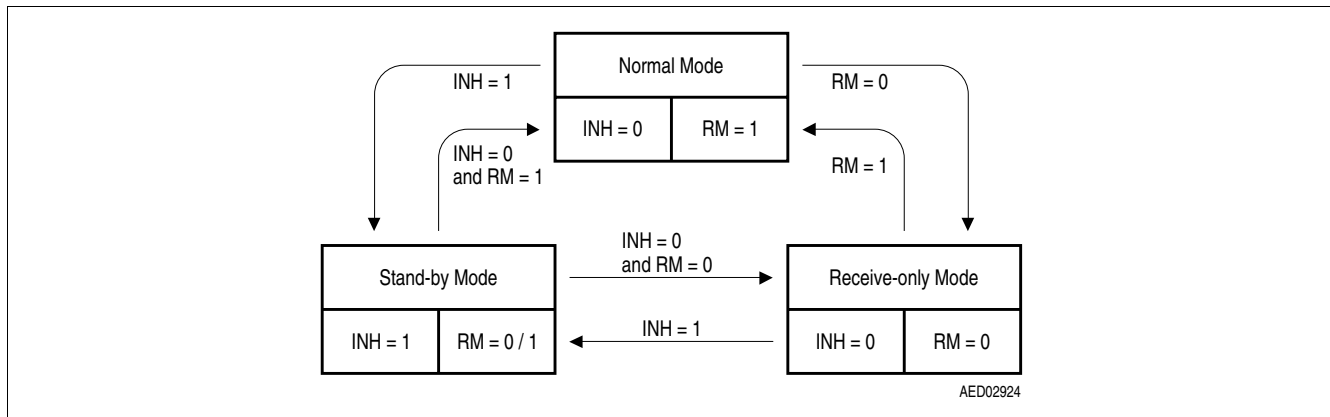 Normal Mode
INH = 1
RM = 0
INH = 0
RM = 1
INH = 0
and RM = 1
RM = 1
INH = 0
and RM = 0
Stand-by Mode
Receive-only Mode
INH = 1
INH = 1
RM = 0 / 1
INH = 0
RM = 0
AED02924